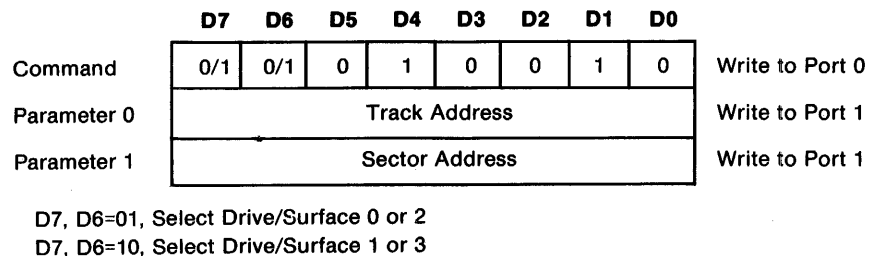 D7 D6 D5 D4 D3 D2 D1 D0
Command 0/1 0/1 0 1 0 0 1 0 Write to Port 0
Parameter 0 Track Address Write to Port 1
Parameter 1 Sector Address Write to Port 1
D7, D6=01, Select Drive/Surface 0 or 2
D7, D6=10, Select Drive/Surface 1 or 3